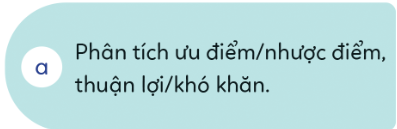 a
Phân tích ưu điểm/nhược điểm,
thuận lợi/khó khăn.